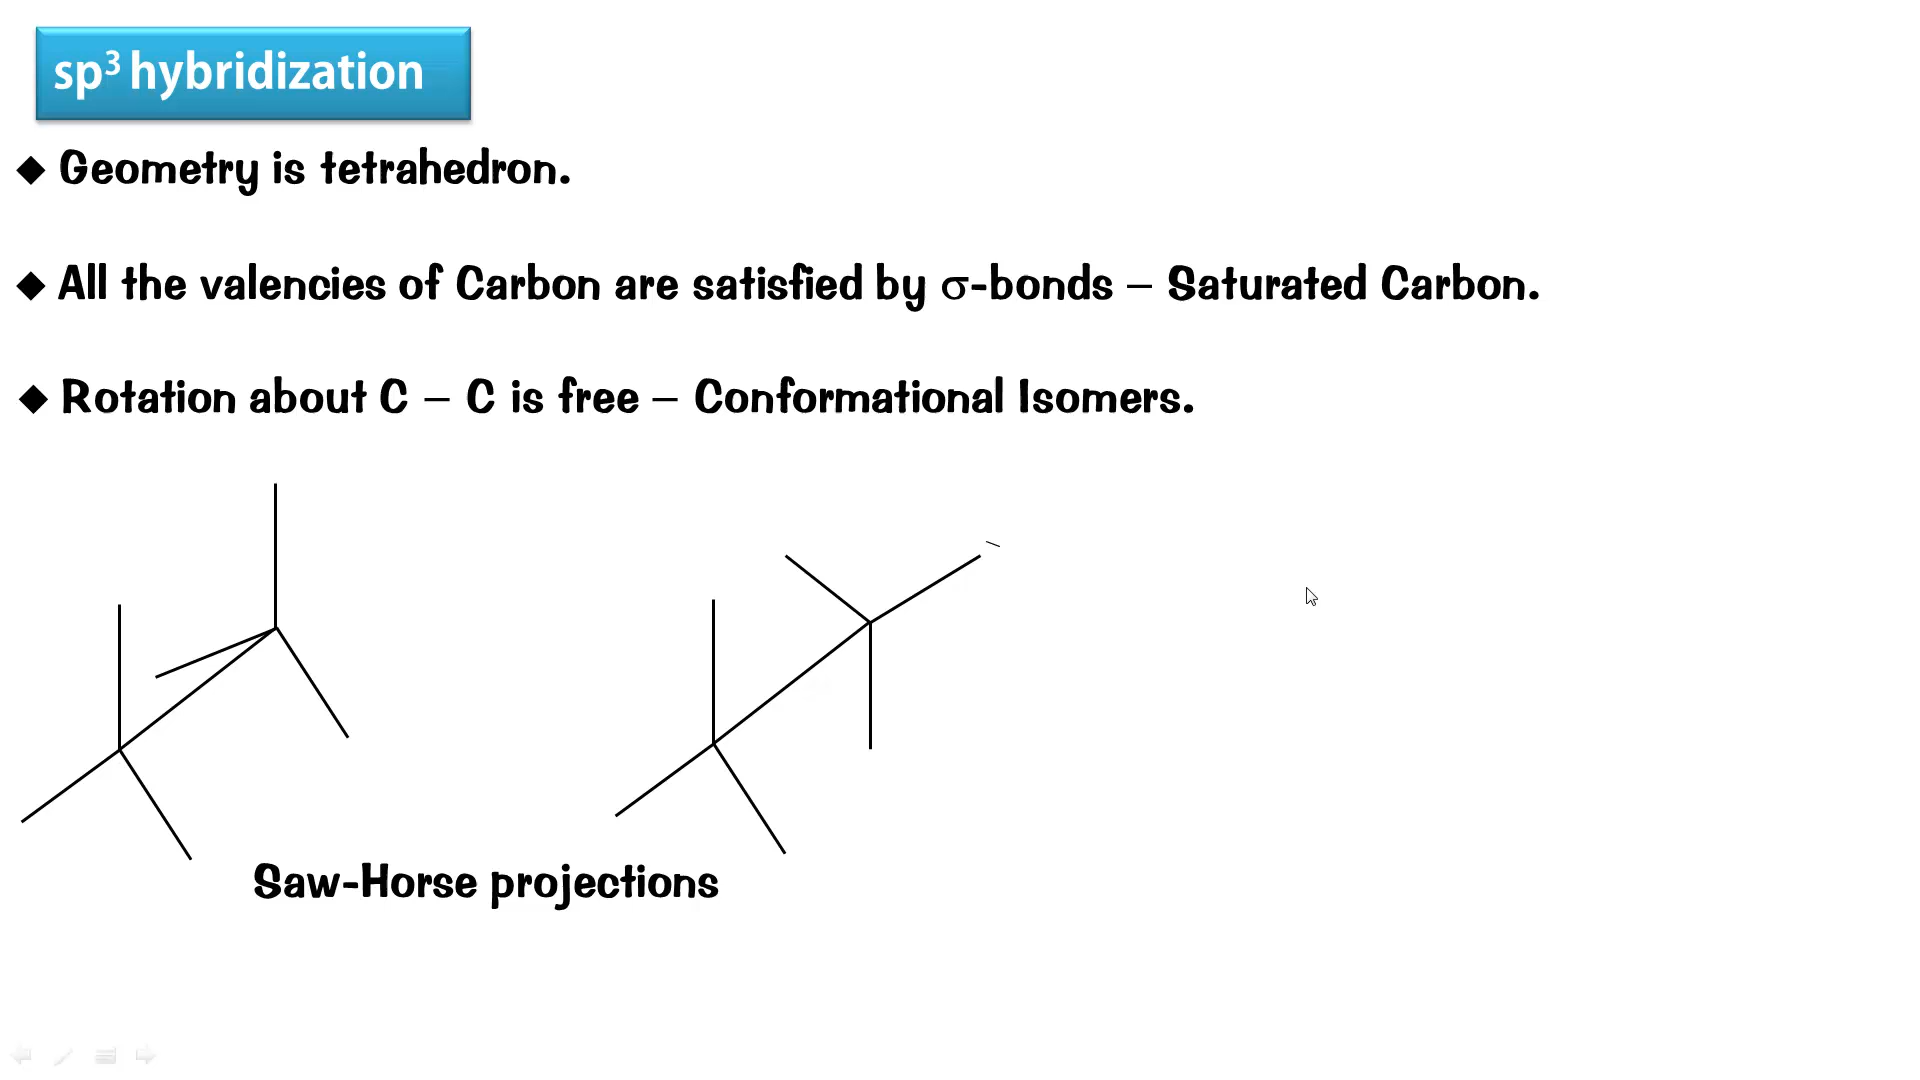 sp³ hybridization
◆ Geometry is tetrahedron.
◆ All the valencies of Carbon are satisfied by σ-bonds – Saturated Carbon.
◆ Rotation about C – C is free – Conformational Isomers.
Saw-Horse projections